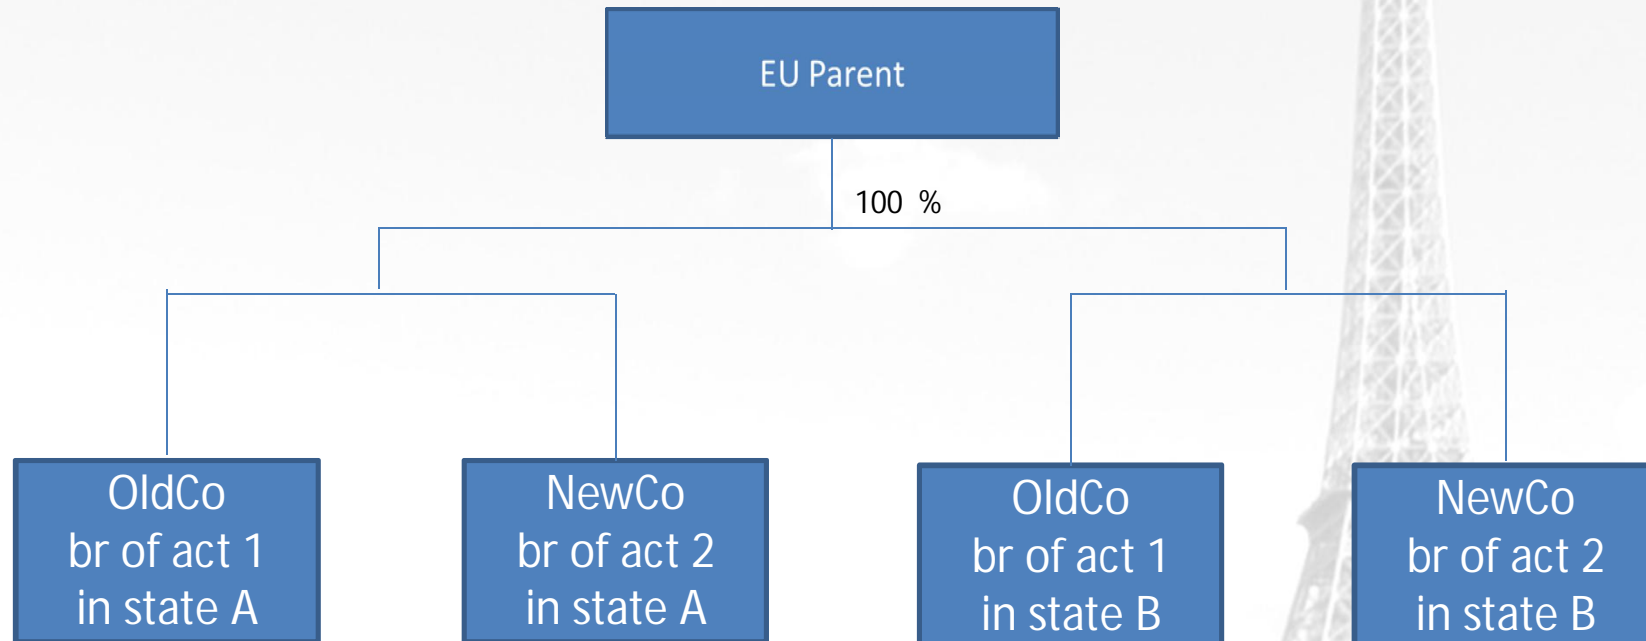 EU Parent
100 %
OldCo
br of act 1
in state A
NewCo
br of act 2
in state A
OldCo
br of act 1
in state B
NewCo
br of act 2
in state B